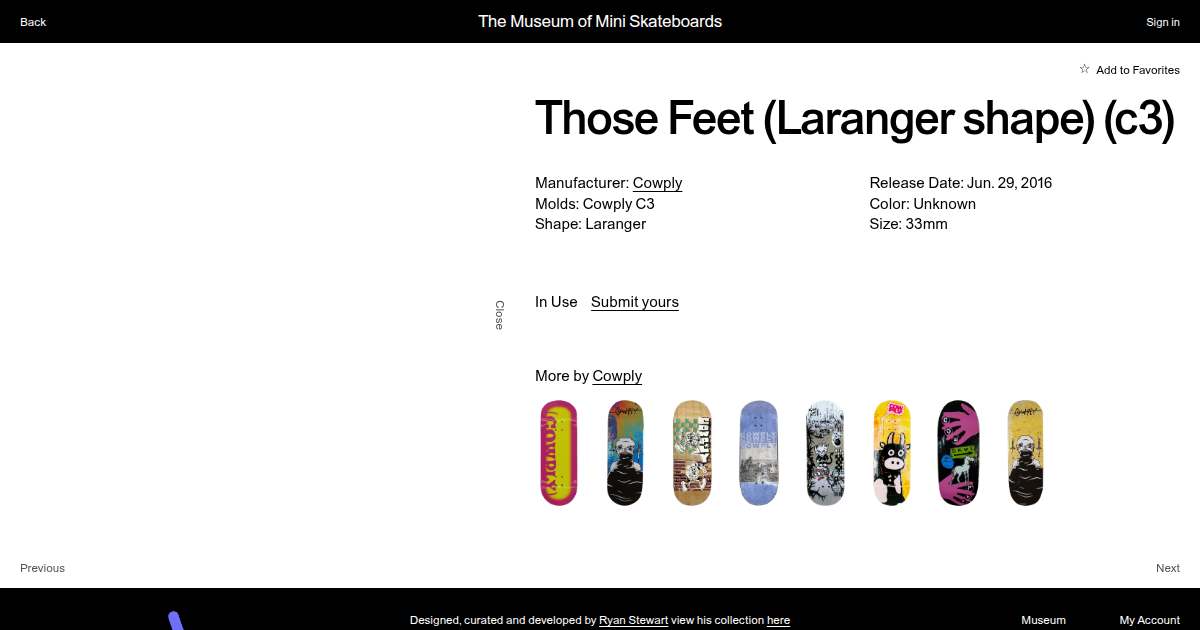 Back
The Museum of Mini Skateboards
Sign in
☆ Add to Favorites
Those Feet (Laranger shape) (c3)
Manufacturer: Cowply
Molds: Cowply C3
Shape: Laranger
Release Date: Jun. 29, 2016
Color: Unknown
Size: 33mm
Close
In Use Submit yours
More by Cowply
COWPLY
Previous
Next
Designed, curated and developed by Ryan Stewart view his collection here
Museum
My Account